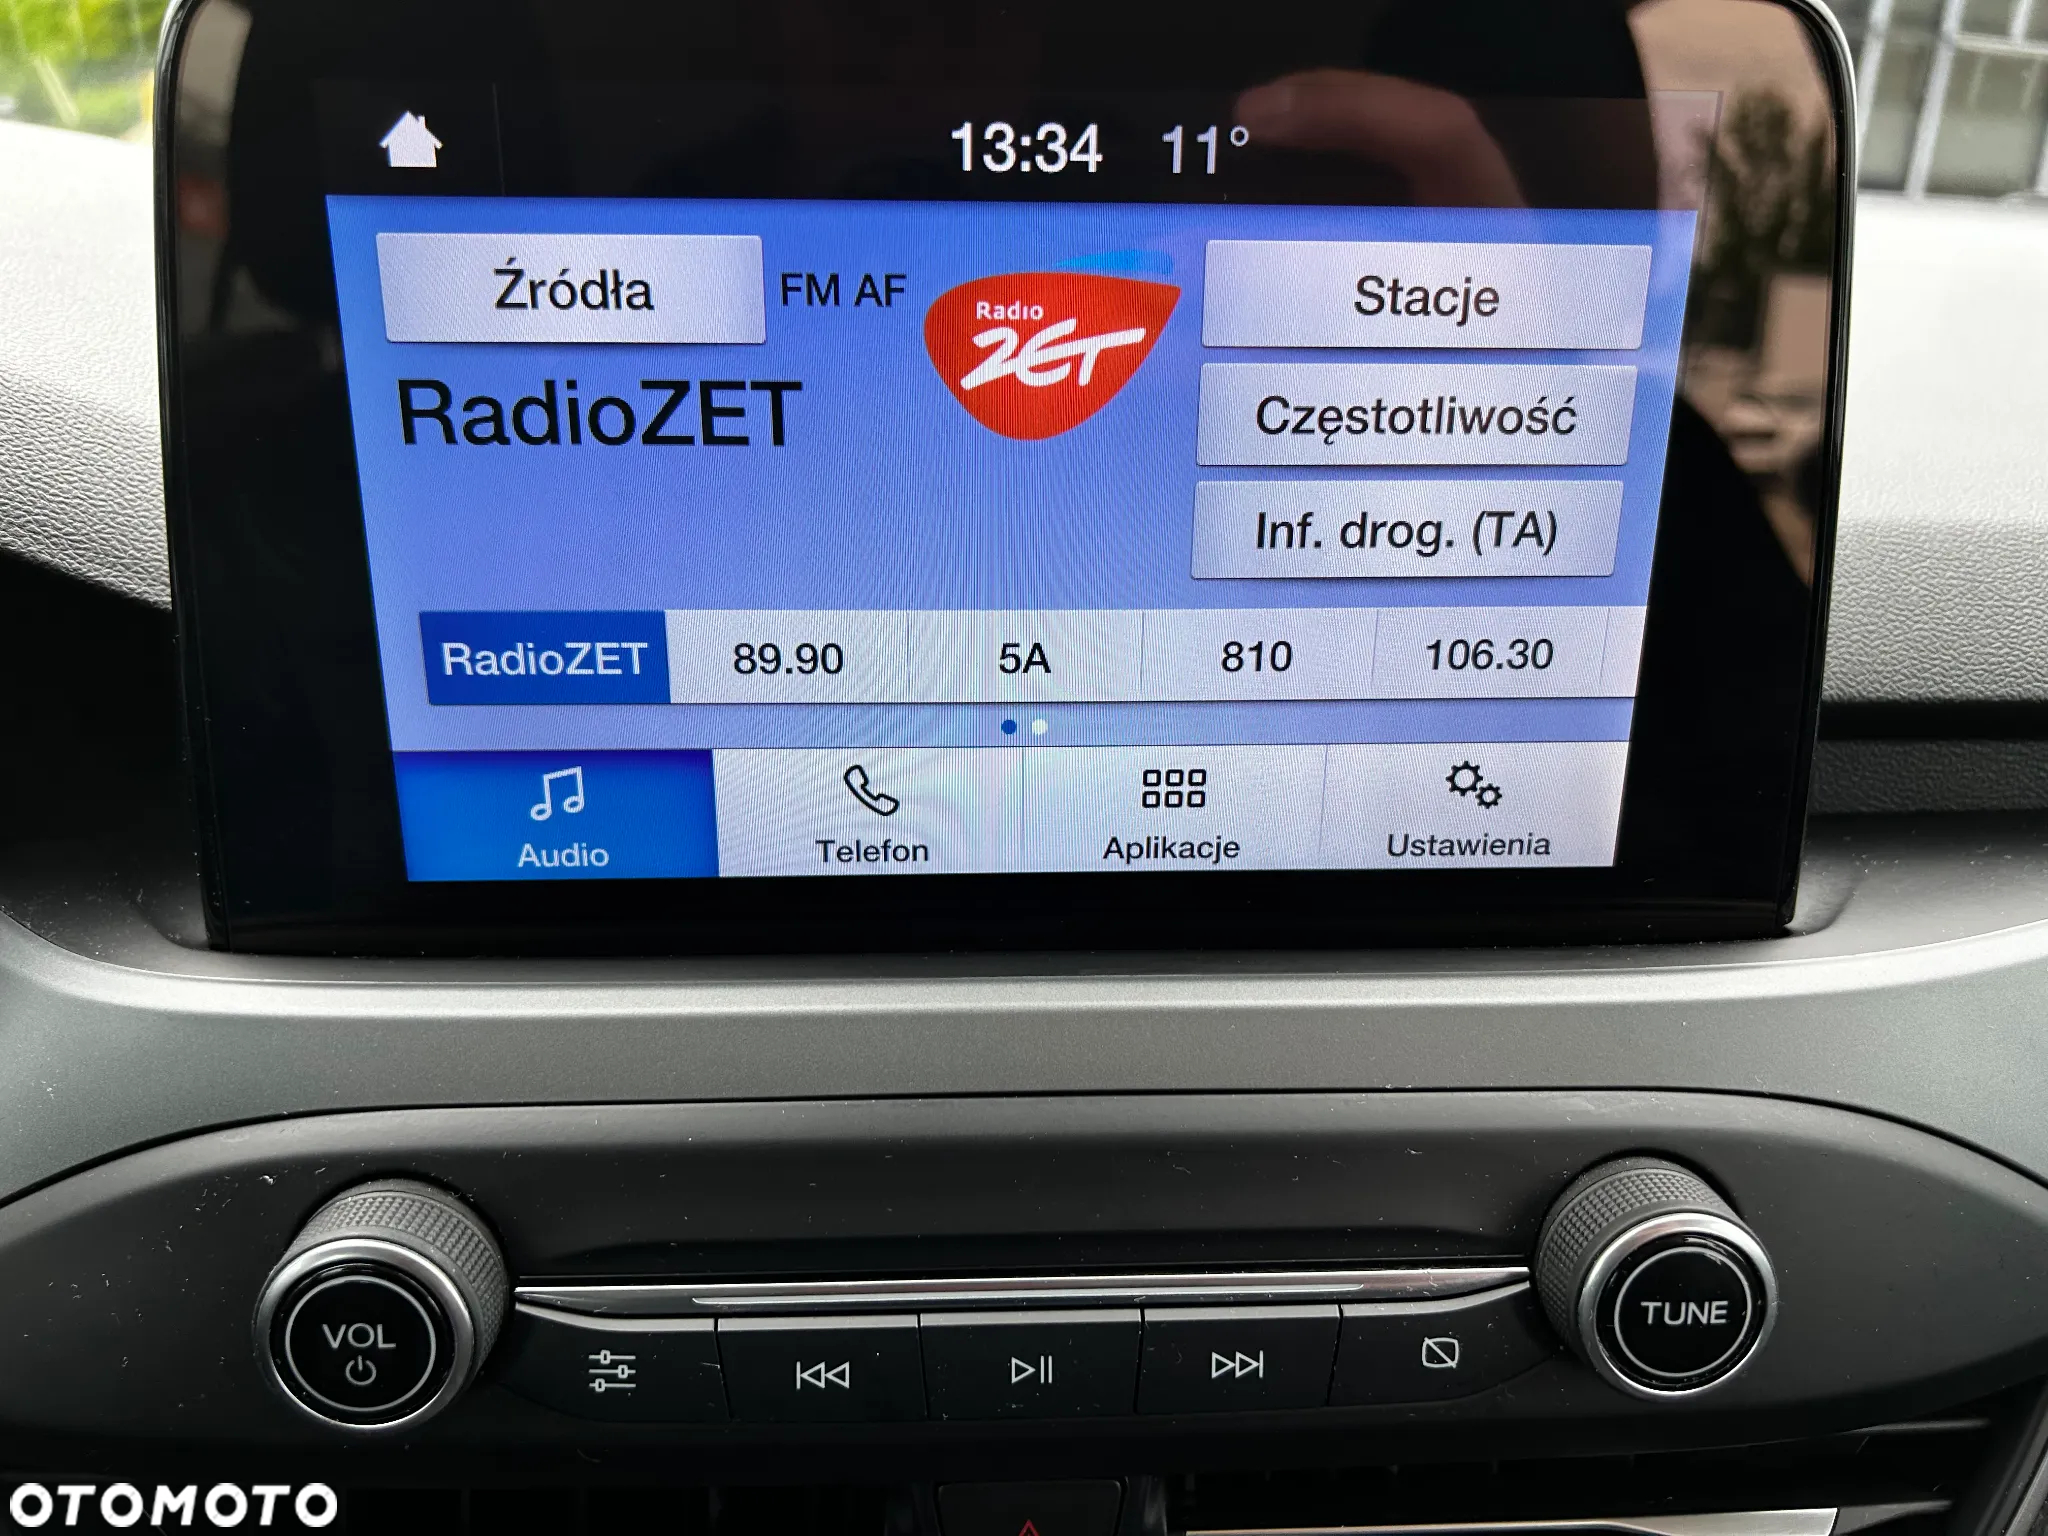 13:34 11°
Źródła FM AF
Radio
ZET
Stacje
RadioZET
Częstotliwość
Inf. drog. (TA)
RadioZET 89.90 5A 810 106.30
Audio Telefon Aplikacje Ustawienia
VOL
TUNE
OTOMOTO